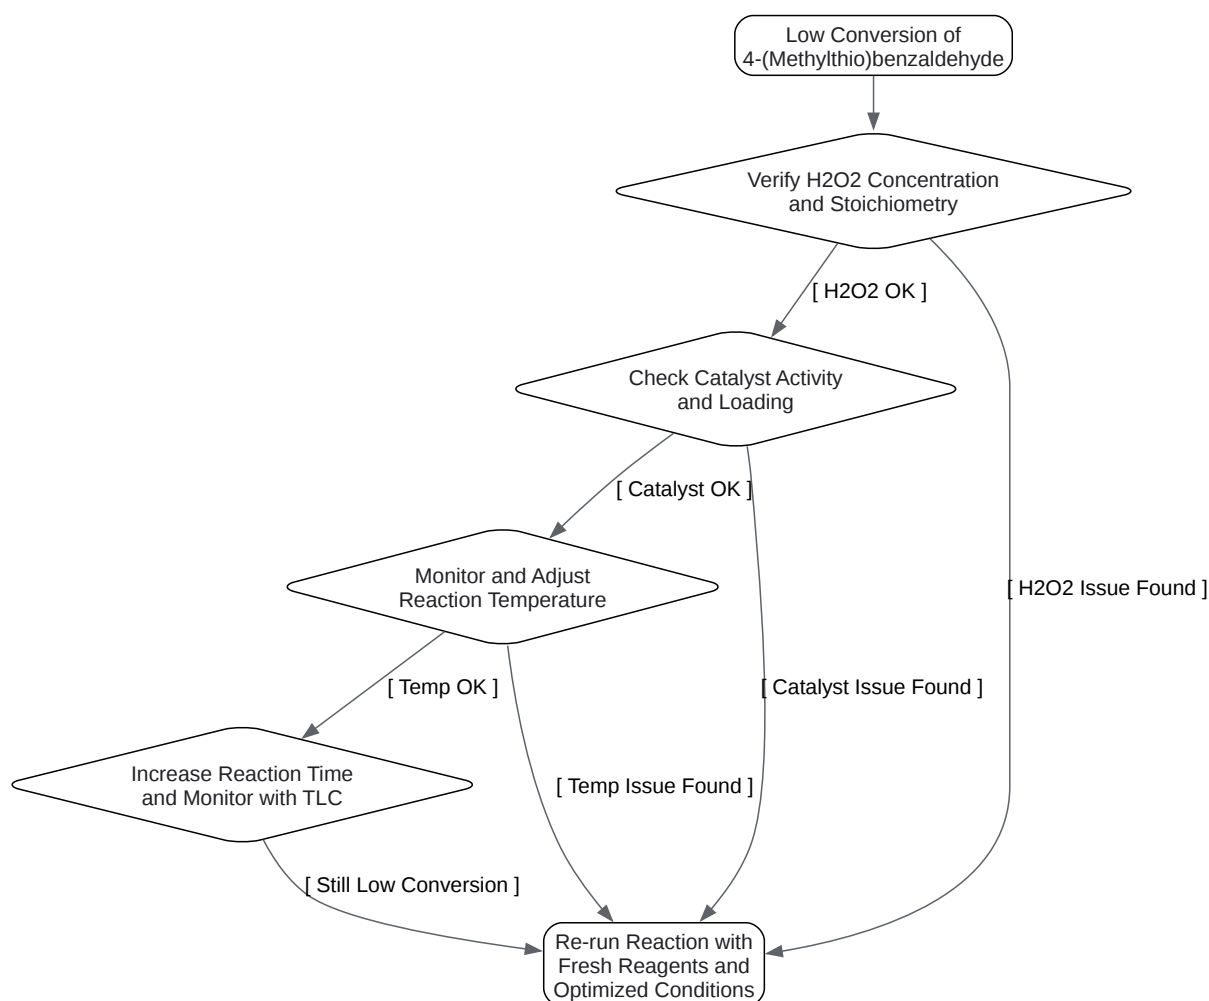 Low Conversion of
4-(Methylthio)benzaldehyde
Verify H2O2 Concentration
and Stoichiometry
[ H2O2 OK ]
Check Catalyst Activity
and Loading
[ Catalyst OK ]
Monitor and Adjust
Reaction Temperature
[ H2O2 Issue Found ]
[ Temp OK ]
[ Catalyst Issue Found ]
Increase Reaction Time
and Monitor with TLC
[ Temp Issue Found ]
[ Still Low Conversion ]
Re-run Reaction with
Fresh Reagents and
Optimized Conditions